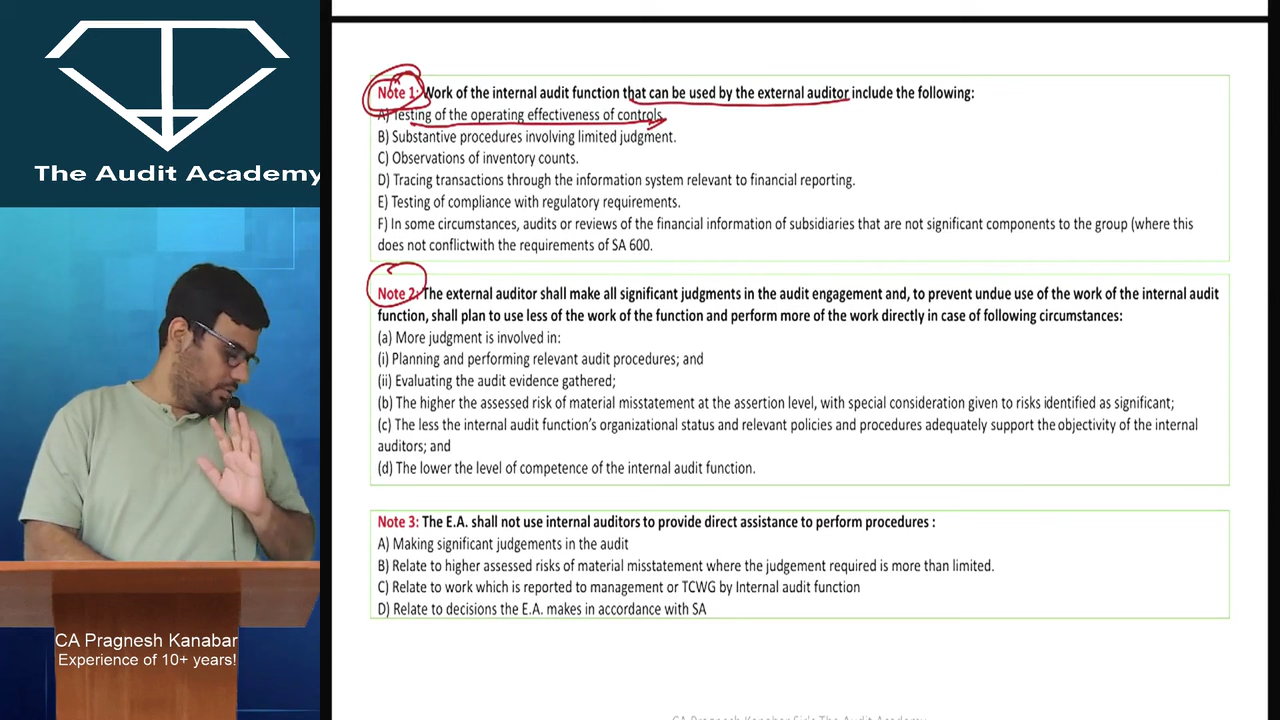 The Audit Academy
Note 1: Work of the internal audit function that can be used by the external auditor include the following:
A) Testing of the operating effectiveness of controls.
B) Substantive procedures involving limited judgment.
C) Observations of inventory counts.
D) Tracing transactions through the information system relevant to financial reporting.
E) Testing of compliance with regulatory requirements.
F) In some circumstances, audits or reviews of the financial information of subsidiaries that are not significant components to the group (where this
does not conflictwith the requirements of SA 600.
Note 2: The external auditor shall make all significant judgments in the audit engagement and, to prevent undue use of the work of the internal audit
function, shall plan to use less of the work of the function and perform more of the work directly in case of following circumstances:
(a) More judgment is involved in:
(i) Planning and performing relevant audit procedures; and
(ii) Evaluating the audit evidence gathered;
(b) The higher the assessed risk of material misstatement at the assertion level, with special consideration given to risks identified as significant;
(c) The less the internal audit function's organizational status and relevant policies and procedures adequately support the objectivity of the internal
auditors; and
(d) The lower the level of competence of the internal audit function.
Note 3: The E.A. shall not use internal auditors to provide direct assistance to perform procedures :
A) Making significant judgements in the audit
B) Relate to higher assessed risks of material misstatement where the judgement required is more than limited.
C) Relate to work which is reported to management or TCWG by Internal audit function
D) Relate to decisions the E.A. makes in accordance with SA
CA Pragnesh Kanabar
Experience of 10+ years!
CA Pragnesh Kanabar Sir's The Audit Academy